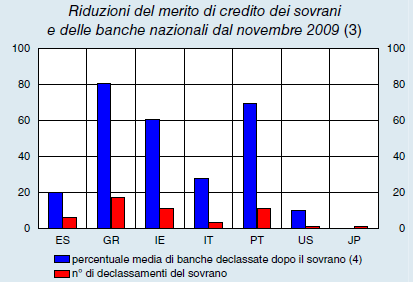 Riduzioni del merito di credito dei sovrani
e delle banche nazionali dal novembre 2009 (3)
100 100
80 80
60 60
40 40
20 20
0 0
ES GR IE IT PT US JP
percentuale media di banche declassate dopo il sovrano (4)
n° di declassamenti del sovrano